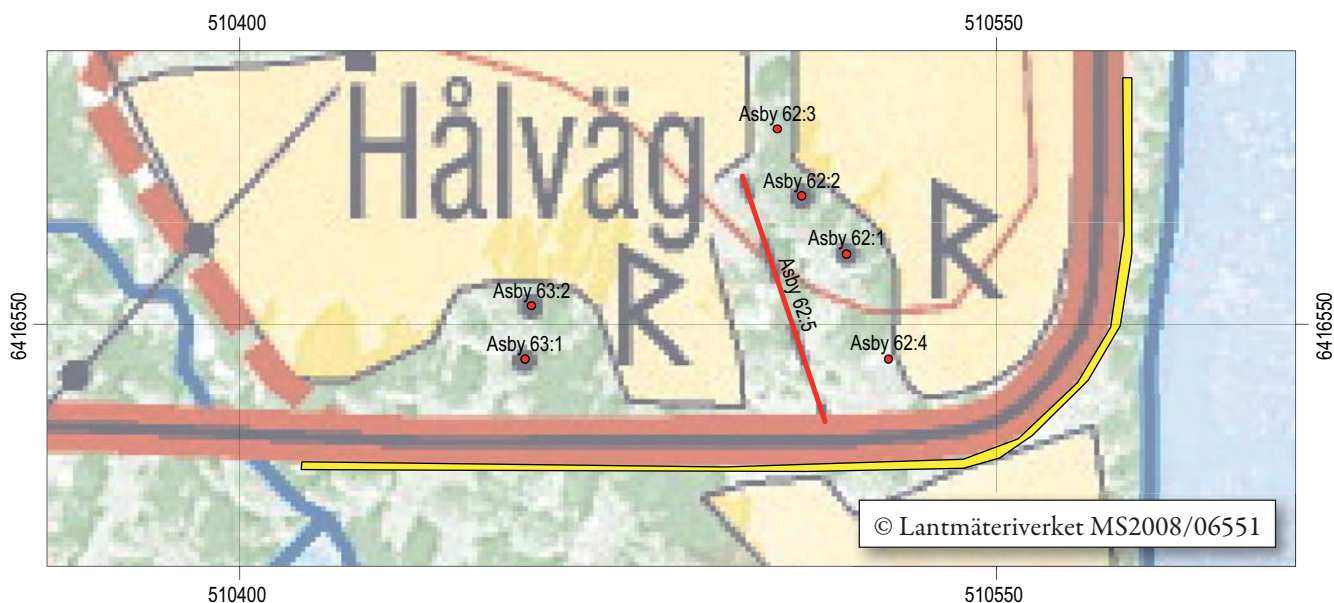 510400
510550
Hålväg
Asby 62:3
Asby 62:2
R
Asby 62:1
R
Asby 62:5
Asby 63:2
Asby 63:1
Asby 62:4
6416550
6416550
© Lantmäteriverket MS2008/06551
510400
510550